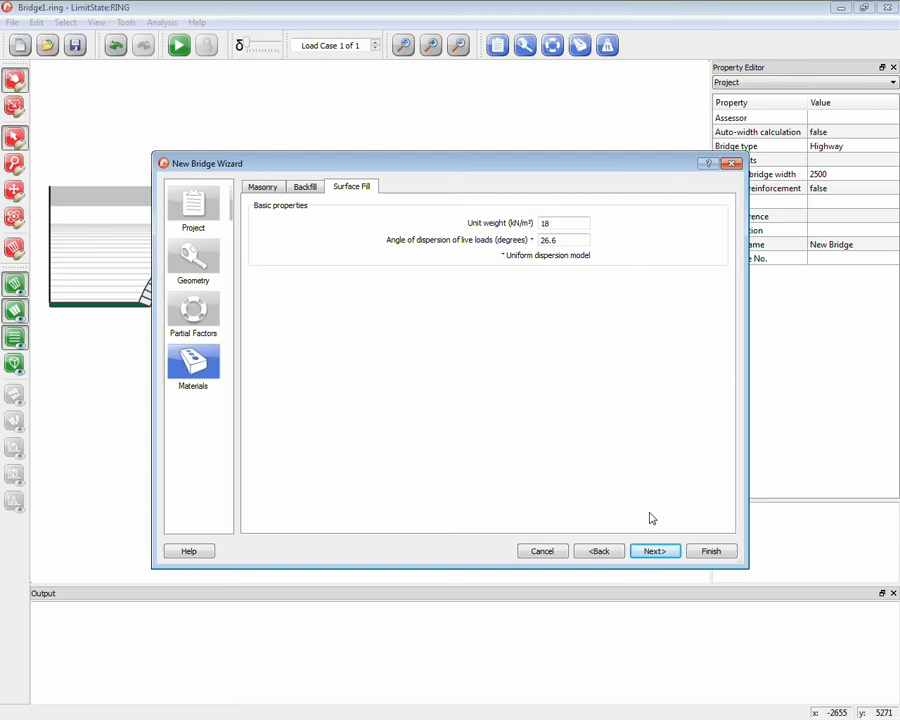 Bridge1.ring - LimitState:RING
File Edit Select View Tools Analysis Help
δ Load Case 1 of 1
Property Editor
Project
Property Value
Assessor
Auto-width calculation false
Bridge type Highway
bridge width 2500
reinforcement false
Name New Bridge
No.
New Bridge Wizard
Project
Geometry
Partial Factors
Materials
Masonry Backfill Surface Fill
Basic properties
Unit weight (kN/m³) 18
Angle of dispersion of live loads (degrees) * 26.6
* Uniform dispersion model
Help Cancel <Back Next> Finish
Output
x: -2655 y: 5271